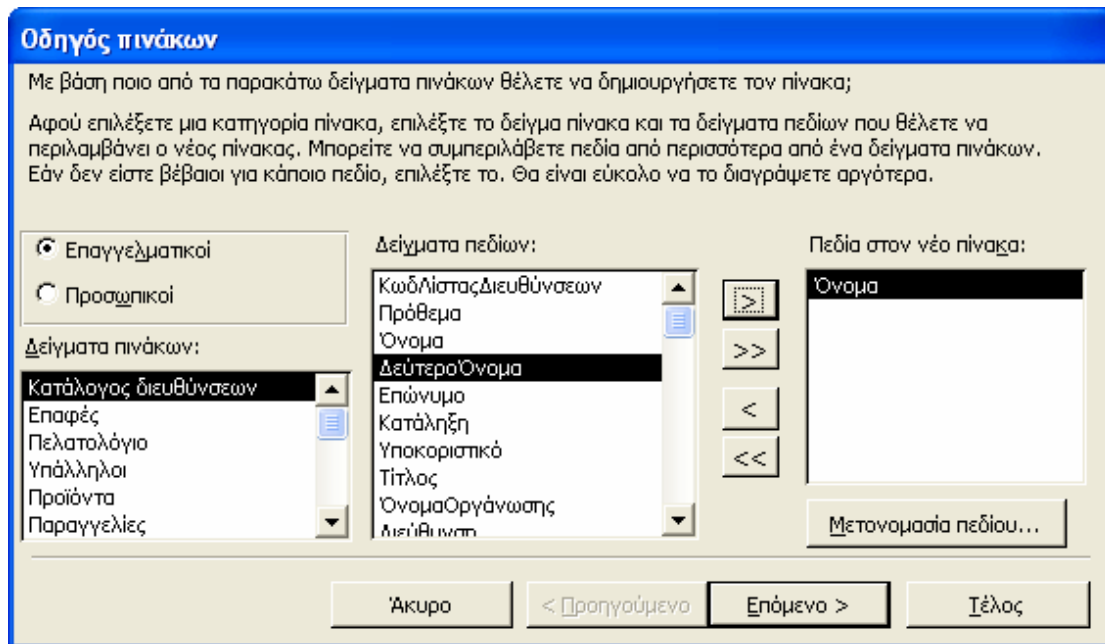 Οδηγός πινάκων
Με βάση ποιο από τα παρακάτω δείγματα πινάκων θέλετε να δημιουργήσετε τον πίνακα;
Αφού επιλέξετε μια κατηγορία πίνακα, επιλέξτε το δείγμα πίνακα και τα δείγματα πεδίων που θέλετε να
περιλαμβάνει ο νέος πίνακας. Μπορείτε να συμπεριλάβετε πεδία από περισσότερα από ένα δείγματα πινάκων.
Εάν δεν είστε βέβαιοι για κάποιο πεδίο, επιλέξτε το. Θα είναι εύκολο να το διαγράψετε αργότερα.
Επαγγελματικοί
Προσωπικοί
Δείγματα πινάκων:
Κατάλογος διευθύνσεων
Επαφές
Πελατολόγιο
Υπάλληλοι
Προϊόντα
Παραγγελίες
Δείγματα πεδίων:
ΚωδΛίσταςΔιευθύνσεων
Πρόθεμα
Όνομα
ΔεύτεροΌνομα
Επώνυμο
Κατάληξη
Υποκοριστικό
Τίτλος
ΌνομαΟργάνωσης
Διεύθυνση
>
>>
<
<<
Πεδία στον νέο πίνακα:
Όνομα
Μετονομασία πεδίου...
Άκυρο
< Προηγούμενο
Επόμενο >
Τέλος